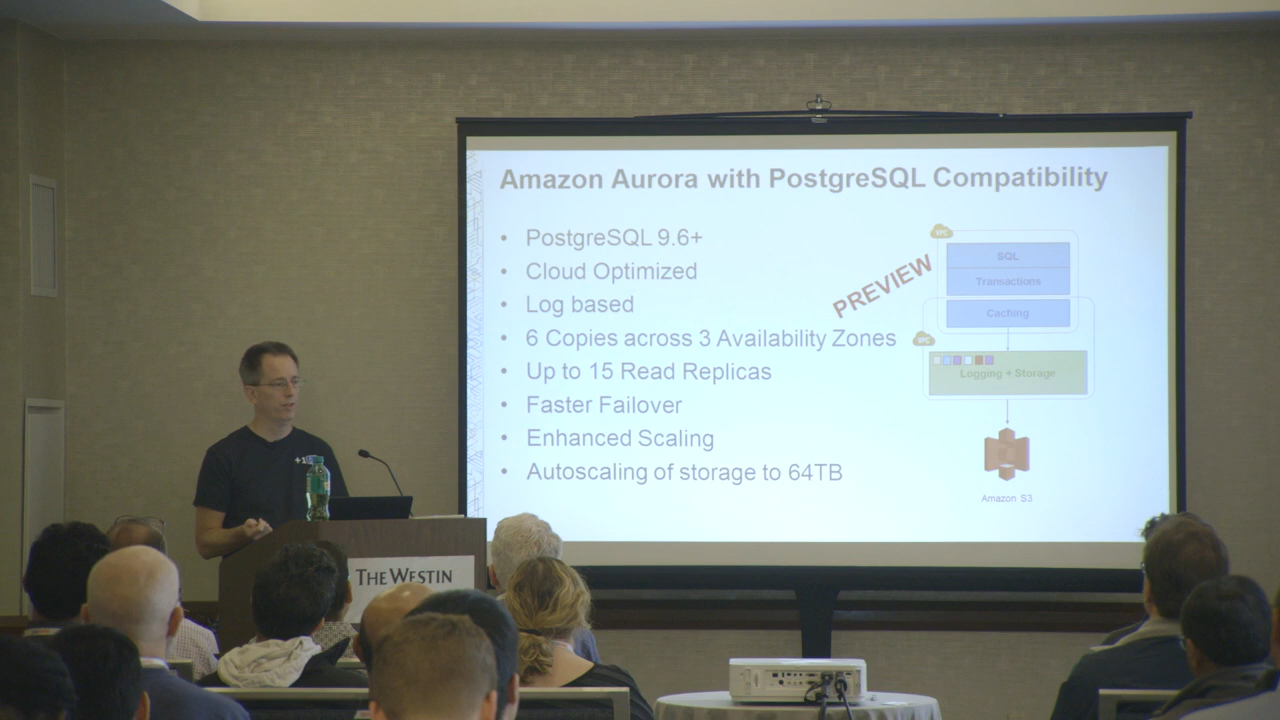 Amazon Aurora with PostgreSQL Compatibility
• PostgreSQL 9.6+
• Cloud Optimized
• Log based
• 6 Copies across 3 Availability Zones
• Up to 15 Read Replicas
• Faster Failover
• Enhanced Scaling
• Autoscaling of storage to 64TB
PREVIEW
VPC
SQL
Transactions
Caching
VPC
Logging + Storage
Amazon S3
THE WESTIN